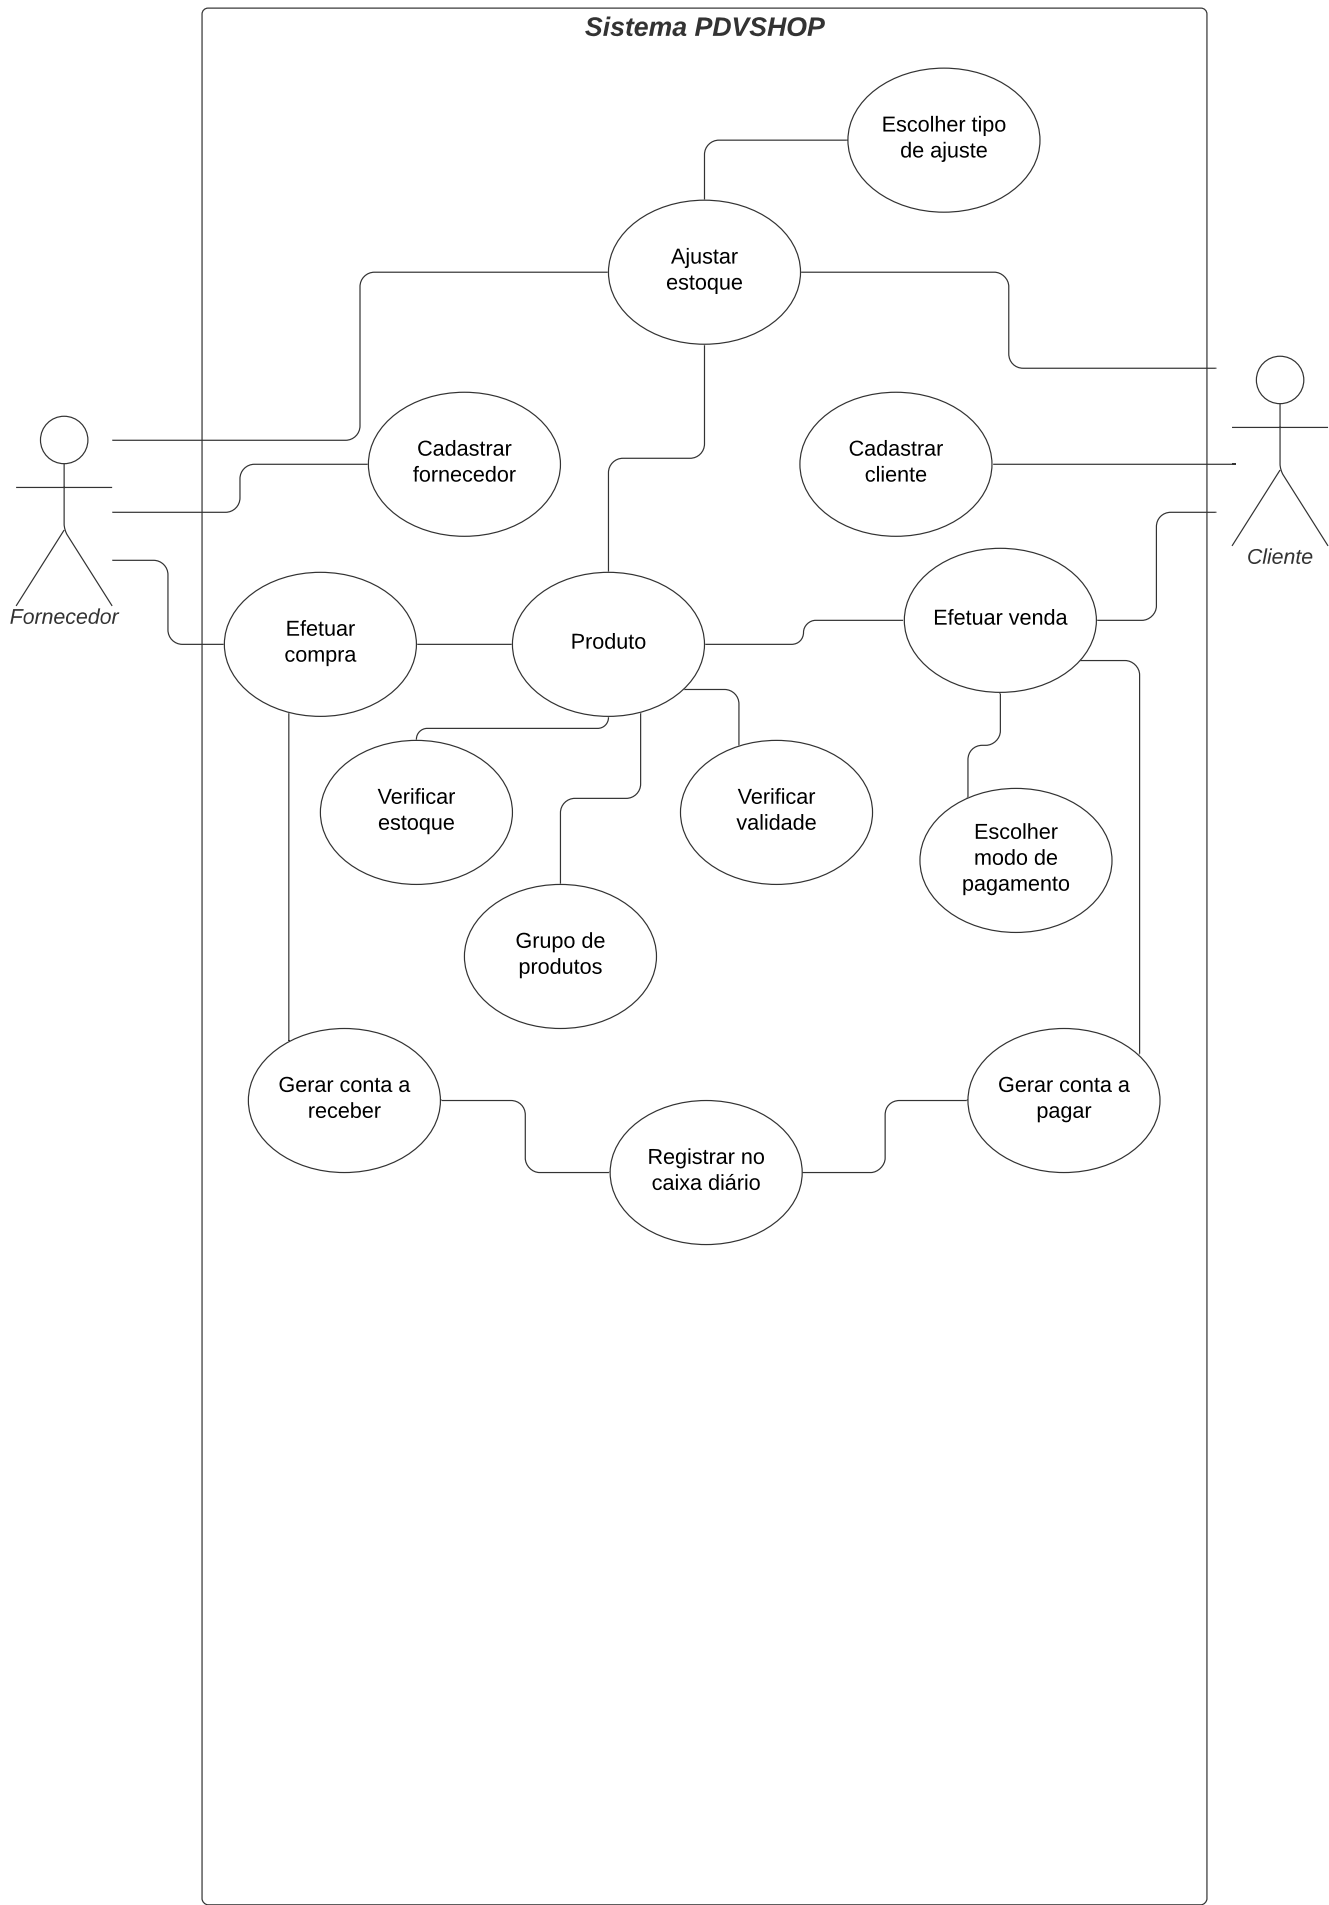 Sistema PDVSHOP
Escolher tipo
de ajuste
Ajustar
estoque
Cadastrar
fornecedor
Cadastrar
cliente
Cliente
Fornecedor
Efetuar
compra
Produto
Efetuar venda
Verificar
estoque
Verificar
validade
Escolher
modo de
pagamento
Grupo de
produtos
Gerar conta a
receber
Gerar conta a
pagar
Registrar no
caixa diário